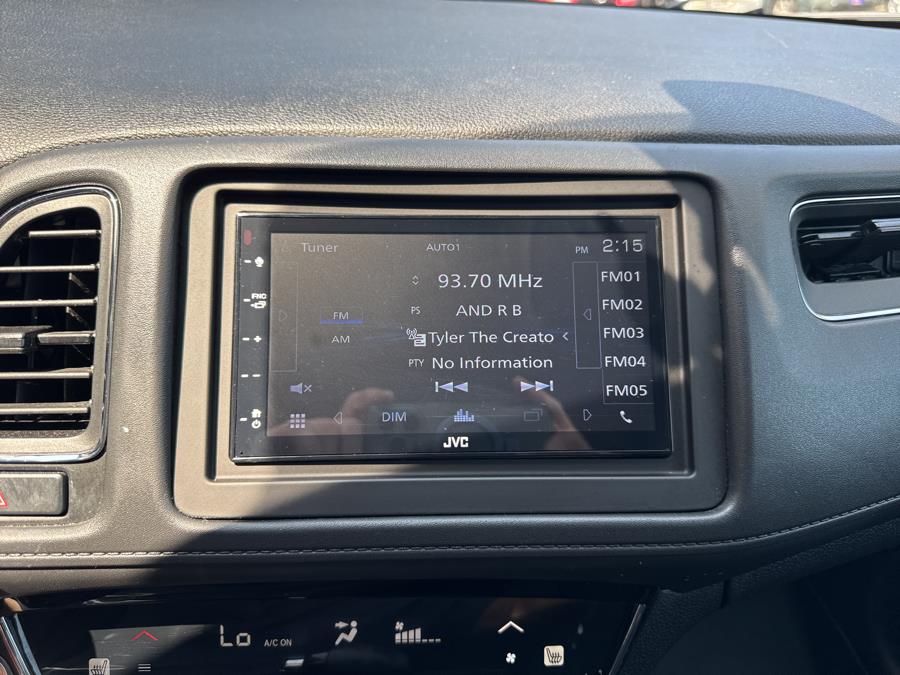 Tuner AUTO1 PM 2:15
93.70 MHz FM01
FNC
FM PS AND R B FM02
AM Tyler The Creato FM03
PTY No Information FM04
FM05
DIM
JVC
Lo A/C ON